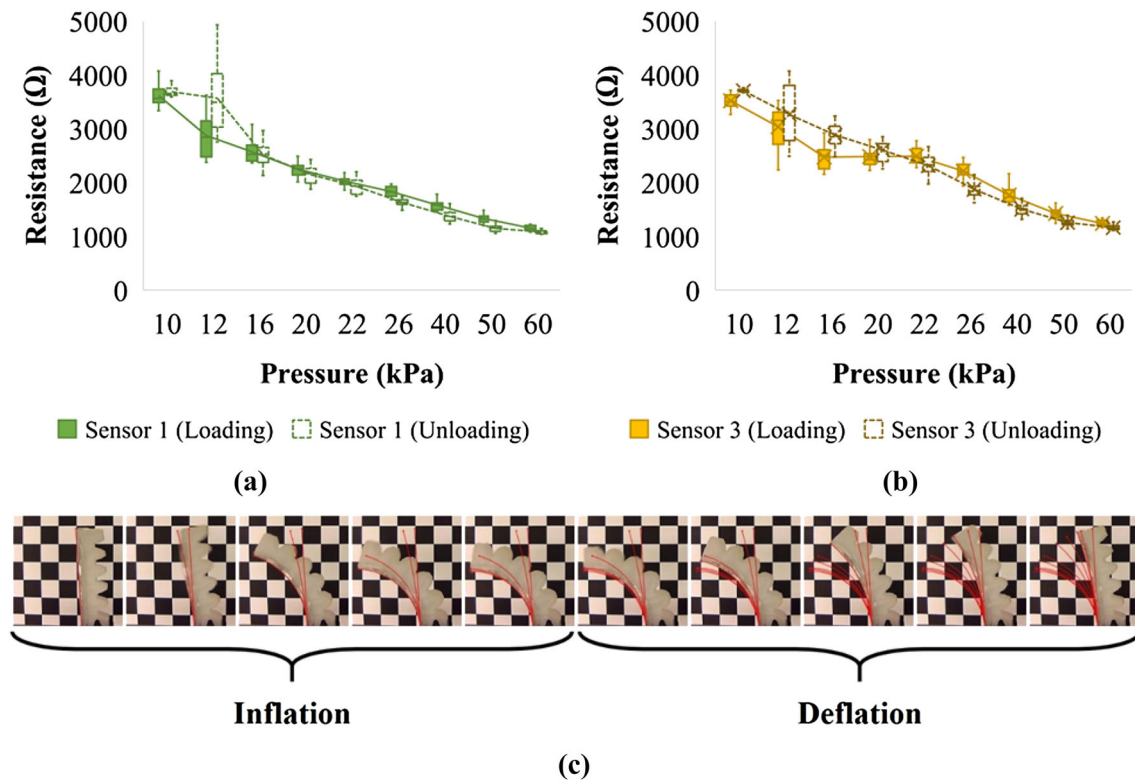 5000
4000
3000
2000
1000
0
Resistance (Ω)
10 12 16 20 22 26 40 50 60
Pressure (kPa)
Sensor 1 (Loading) Sensor 1 (Unloading)
(a)
5000
4000
3000
2000
1000
0
Resistance (Ω)
10 12 16 20 22 26 40 50 60
Pressure (kPa)
Sensor 3 (Loading) Sensor 3 (Unloading)
(b)
Inflation
Deflation
(c)